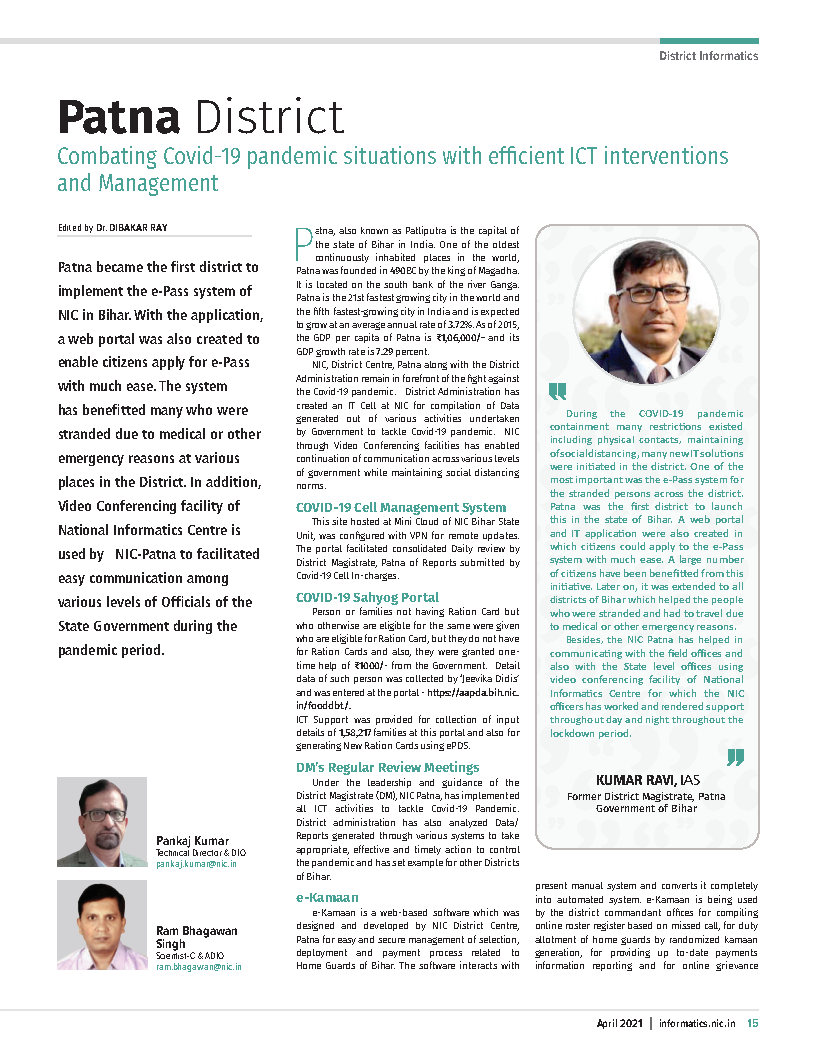 District Informatics
Patna District
Combating Covid-19 pandemic situations with efficient ICT interventions
and Management
Edited by Dr. DIBAKAR RAY
Patna became the first district to
implement the e-Pass system of
NIC in Bihar. With the application,
a web portal was also created to
enable citizens apply for e-Pass
with much ease. The system
has benefitted many who were
stranded due to medical or other
emergency reasons at various
places in the District. In addition,
Video Conferencing facility of
National Informatics Centre is
used by NIC-Patna to facilitated
easy communication among
various levels of Officials of the
State Government during the
pandemic period.
Pankaj Kumar
Technical Director & DIO
pankaj.kumar@nic.in
Ram Bhagawan
Singh
Scientist-C & ADIO
ram.bhagawan@nic.in
Patna, also known as Patliputra is the capital of
the state of Bihar in India. One of the oldest
continuously inhabited places in the world,
Patna was founded in 490BC by the king of Magadha.
It is located on the south bank of the river Ganga.
Patna is the 21st fastest growing city in the world and
the fifth fastest-growing city in India and is expected
to grow at an average annual rate of 3.72%. As of 2015,
the GDP per capita of Patna is ₹1,06,000/- and its
GDP growth rate is 7.29 percent.
NIC, District Centre, Patna along with the District
Administration remain in forefront of the fight against
the Covid-19 pandemic. District Administration has
created an IT Cell at NIC for compilation of Data
generated out of various activities undertaken
by Government to tackle Covid-19 pandemic. NIC
through Video Conferencing facilities has enabled
continuation of communication across various levels
of government while maintaining social distancing
norms.
COVID-19 Cell Management System
This site hosted at Mini Cloud of NIC Bihar State
Unit, was configured with VPN for remote updates.
The portal facilitated consolidated Daily review by
District Magistrate, Patna of Reports submitted by
Covid-19 Cell In-charges.
COVID-19 Sahyog Portal
Person or families not having Ration Card but
who otherwise are eligible for the same were given
who are eligible for Ration Card, but they do not have
for Ration Cards and also, they were granted one-
time help of ₹1000/- from the Government. Detail
data of such person was collected by 'Jeevika Didis'
and was entered at the portal - https://aapda.bih.nic.
in/fooddbt/.
ICT Support was provided for collection of input
details of 1,58,217 families at this portal and also for
generating New Ration Cards using ePDS.
DM's Regular Review Meetings
Under the leadership and guidance of the
District Magistrate (DM), NIC Patna, has implemented
all ICT activities to tackle Covid-19 Pandemic.
District administration has also analyzed Data/
Reports generated through various systems to take
appropriate, effective and timely action to control
the pandemic and has set example for other Districts
of Bihar.
e-Kamaan
e-Kamaan is a web-based software which was
designed and developed by NIC District Centre,
Patna for easy and secure management of selection,
deployment and payment process related to
Home Guards of Bihar. The software interacts with
During the COVID-19 pandemic
containment many restrictions existed
including physical contacts, maintaining
of social distancing, many new IT solutions
were initiated in the district. One of the
most important was the e-Pass system for
the stranded persons across the district.
Patna was the first district to launch
this in the state of Bihar. A web portal
and IT application were also created in
which citizens could apply to the e-Pass
system with much ease. A large number
of citizens have been benefitted from this
initiative. Later on, it was extended to all
districts of Bihar which helped the people
who were stranded and had to travel due
to medical or other emergency reasons.
Besides, the NIC Patna has helped in
communicating with the field offices and
also with the State level offices using
video conferencing facility of National
Informatics Centre for which the NIC
officers has worked and rendered support
throughout day and night throughout the
lockdown period.
KUMAR RAVI, IAS
Former District Magistrate, Patna
Government of Bihar
present manual system and converts it completely
into automated system. e-Kamaan is being used
by the district commandant offices for compiling
online roster register based on missed call, for duty
allotment of home guards by randomized kamaan
generation, for providing up to-date payments
information reporting and for online grievance
April 2021 | informatics.nic.in 15